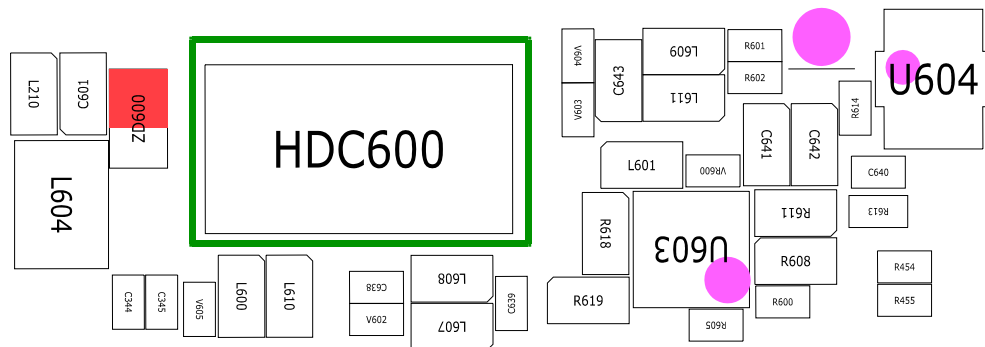 L210
C601
ZD600
L604
HDC600
V604
V603
C643
L609
L611
R601
R602
U604
R614
C641
C642
L601
VR600
C640
R613
R618
U603
R611
R608
R619
R600
R605
R454
R455
C344
C345
V605
L600
L610
C638
V602
L608
L607
C639